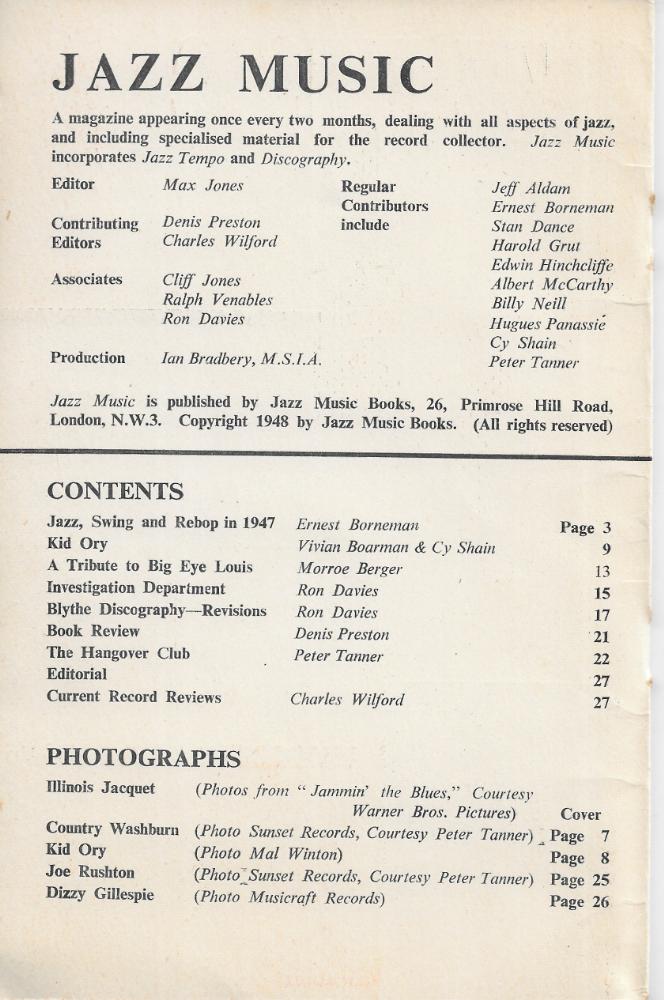 JAZZ MUSIC
A magazine appearing once every two months, dealing with all aspects of jazz,
and including specialised material for the record collector. Jazz Music
incorporates Jazz Tempo and Discography.
Editor Max Jones
Contributing Denis Preston
Editors Charles Wilford
Associates Cliff Jones
Ralph Venables
Ron Davies
Production Ian Bradbery, M.S.I.A.
Regular Jeff Aldam
Contributors Ernest Borneman
include Stan Dance
Harold Grut
Edwin Hinchcliffe
Albert McCarthy
Billy Neill
Hugues Panassié
Cy Shain
Peter Tanner
Jazz Music is published by Jazz Music Books, 26, Primrose Hill Road,
London, N.W.3. Copyright 1948 by Jazz Music Books. (All rights reserved)
CONTENTS
Jazz, Swing and Rebop in 1947 Ernest Borneman Page 3
Kid Ory Vivian Boarman & Cy Shain 9
A Tribute to Big Eye Louis Morroe Berger 13
Investigation Department Ron Davies 15
Blythe Discography—Revisions Ron Davies 17
Book Review Denis Preston 21
The Hangover Club Peter Tanner 22
Editorial 27
Current Record Reviews Charles Wilford 27
PHOTOGRAPHS
Illinois Jacquet (Photos from "Jammin' the Blues," Courtesy
Warner Bros. Pictures) Cover
Country Washburn (Photo Sunset Records, Courtesy Peter Tanner) Page 7
Kid Ory (Photo Mal Winton) Page 8
Joe Rushton (Photo Sunset Records, Courtesy Peter Tanner) Page 25
Dizzy Gillespie (Photo Musicraft Records) Page 26